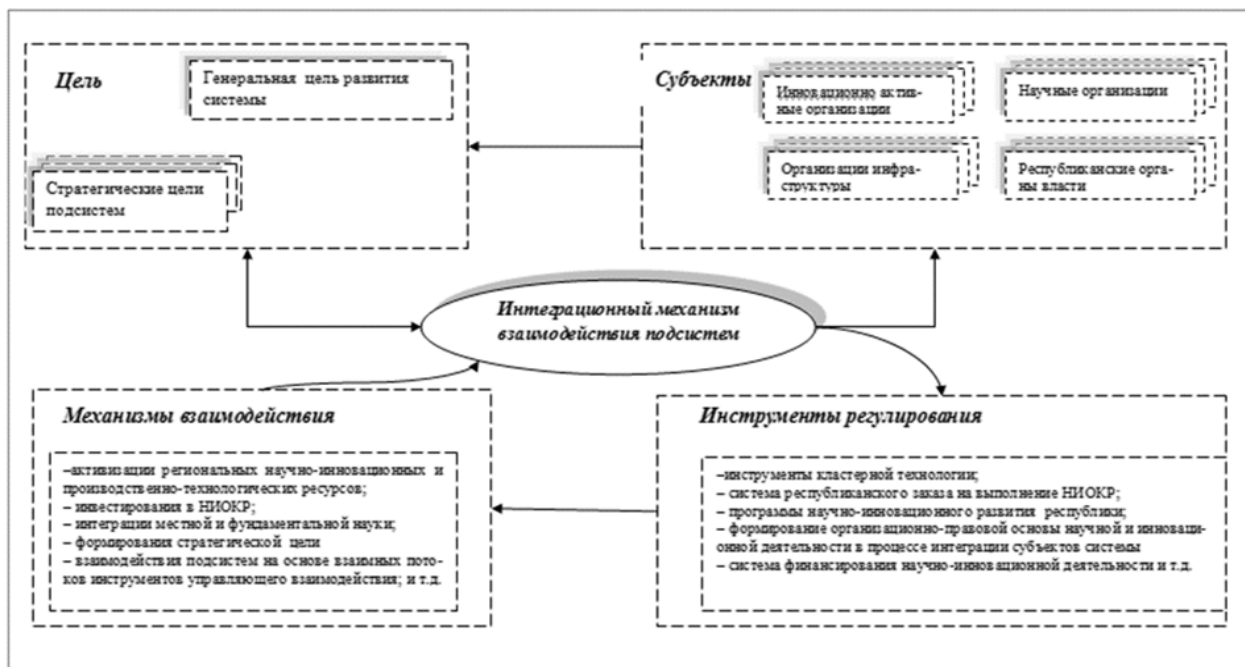 Цель
Генеральная цель развития
системы
Стратегические цели
подсистем
Субъекты
Инновационно актив-
ные организации
Научные организации
Организации инфра-
структуры
Республиканские орга-
ны власти
Интеграционный механизм
взаимодействия подсистем
Механизмы взаимодействия
–активизации региональных научно-инновационных и
производственно-технологических ресурсов;
– инвестирования в НИОКР;
– интеграции местной и фундаментальной науки;
– формирования стратегической цели
– взаимодействия подсистем на основе взаимных пото-
ков инструментов управляющего взаимодействия; и т.д.
Инструменты регулирования
–инструменты кластерной технологии;
– система республиканского заказа на выполнение НИОКР;
– программы научно-инновационного развития республики;
– формирование организационно-правовой основы научной и инноваци-
онной деятельности в процессе интеграции субъектов системы
– система финансирования научно-инновационной деятельности и т.д.